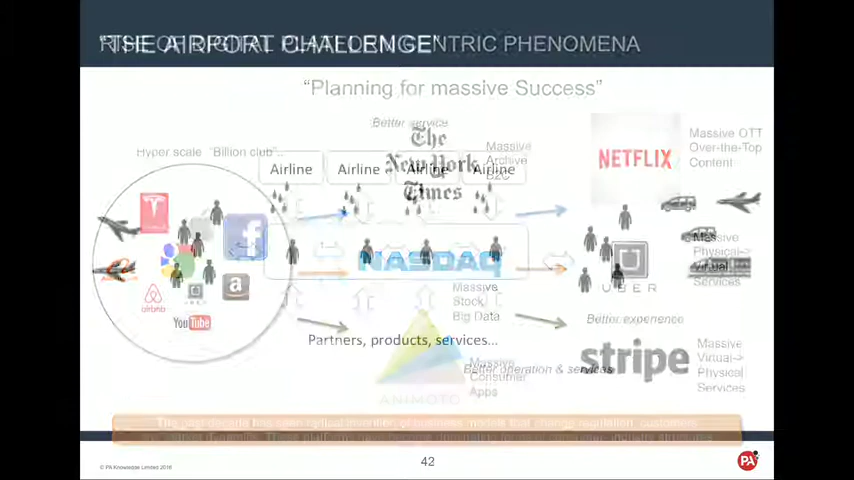 "THE AIRPORT CHALLENGE"
RISE OF DIGITAL PLATFORM CENTRIC PHENOMENA
"Planning for massive Success"
Better service
Hyper scale "Billion club"..
Airline
Airline
Airline
Airline
The
New York
Times
Massive
Archive
B2C
NETFLIX
Massive OTT
Over-the-Top
Content
NASDAQ
Massive
Stock
Big Data
UBER
Massive
Physical->
Virtual
Services
airbnb
UBER
a
f
YouTube
Better experience
Partners, products, services...
Better operation & services
ANIMOTO
Massive
Consumer
Apps
stripe
Massive
Virtual->
Physical
Services
© PA Knowledge Limited 2016
42
PA